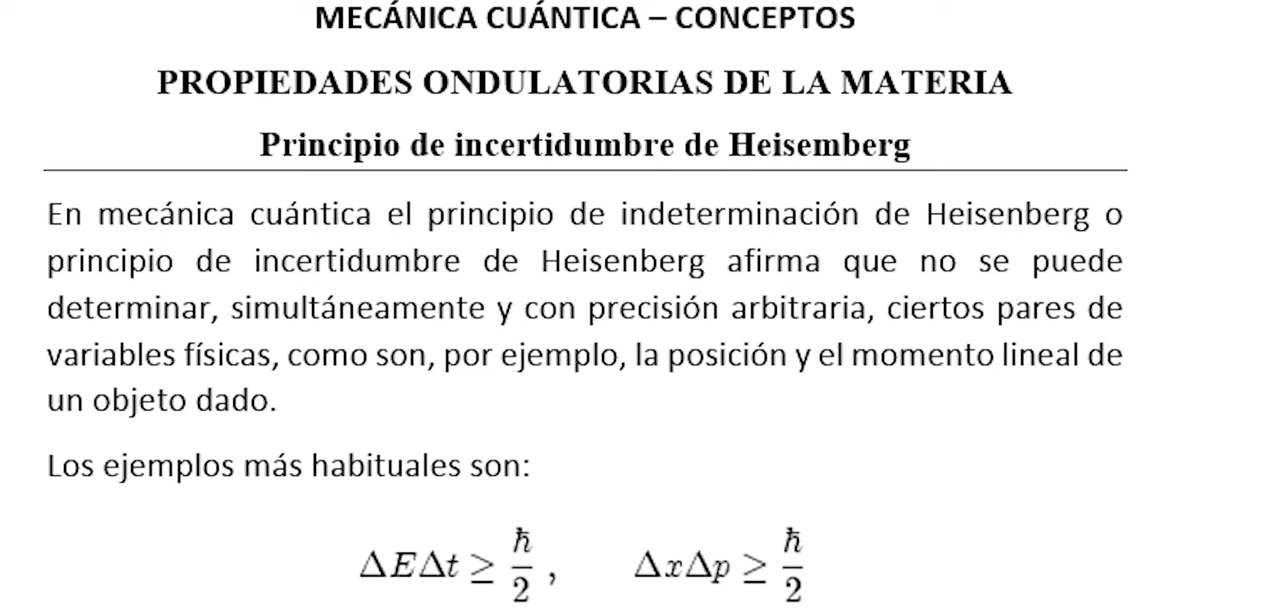 MECÁNICA CUÁNTICA – CONCEPTOS
PROPIEDADES ONDULATORIAS DE LA MATERIA
Principio de incertidumbre de Heisemberg
En mecánica cuántica el principio de indeterminación de Heisenberg o
principio de incertidumbre de Heisenberg afirma que no se puede
determinar, simultáneamente y con precisión arbitraria, ciertos pares de
variables físicas, como son, por ejemplo, la posición y el momento lineal de
un objeto dado.
Los ejemplos más habituales son:
ΔEΔt ≥ ħ/2 , ΔxΔp ≥ ħ/2